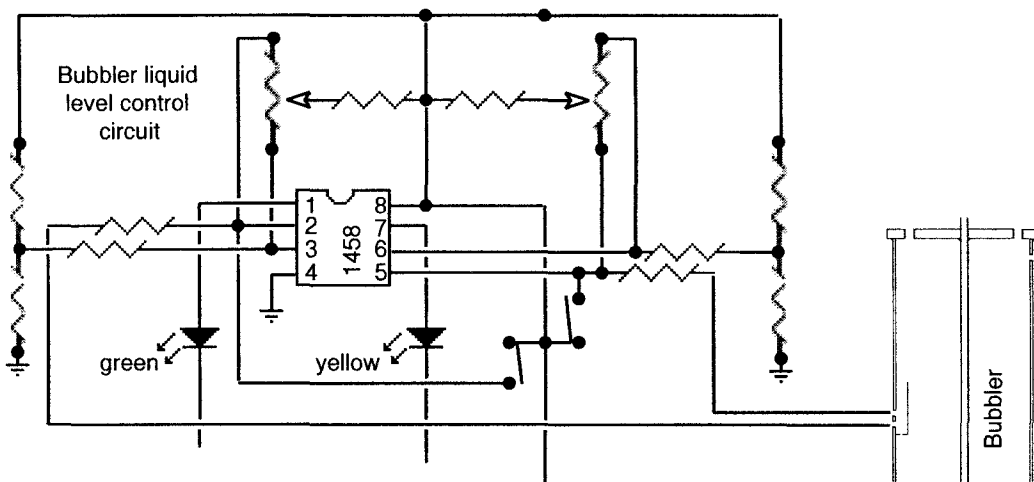 Bubbler liquid
level control
circuit
1 8
2 7
3 6
4 5
1458
green
yellow
Bubbler